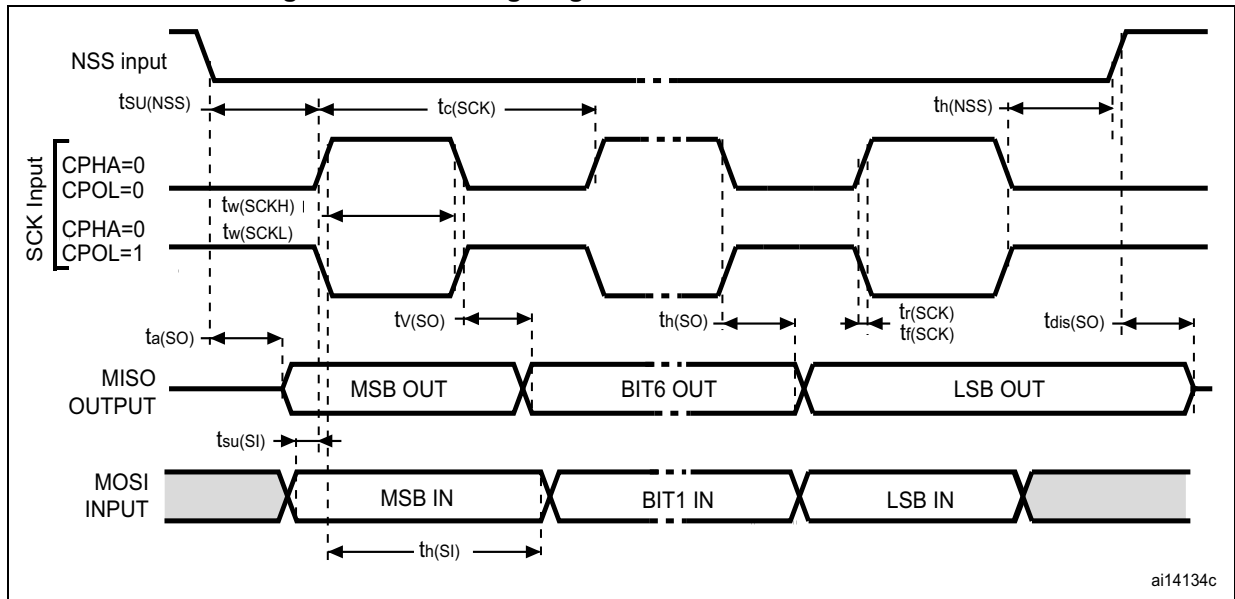 NSS input
tSU(NSS)
tc(SCK)
th(NSS)
SCK Input
CPHA=0
CPOL=0
tw(SCKH)
CPHA=0
CPOL=1
tw(SCKL)
ta(SO)
tV(SO)
th(SO)
tr(SCK)
tf(SCK)
tdis(SO)
MISO
OUTPUT
MSB OUT
BIT6 OUT
LSB OUT
tsu(SI)
MOSI
INPUT
MSB IN
BIT1 IN
LSB IN
th(SI)
ai14134c